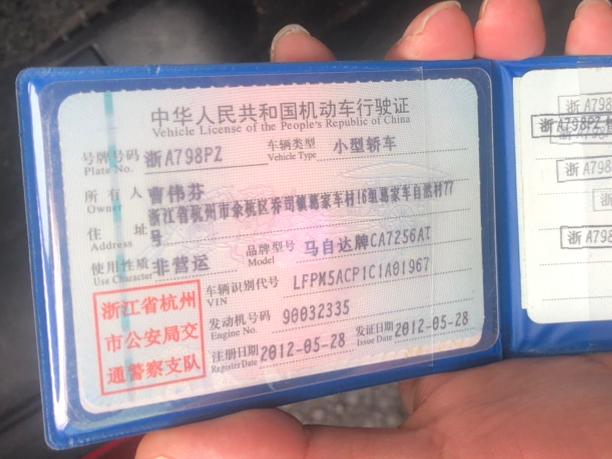 中华人民共和国机动车行驶证
Vehicle License of the People's Republic of China
号牌号码 浙A798PZ 车辆类型 小型轿车
Plate No. Vehicle Type
所有人 曹伟芬
Owner
住址 浙江省杭州市余杭区乔司镇葛家车村16组葛家车自然村77
Address 号
使用性质 非营运 品牌型号 马自达牌CA7256AT
Use Character Model
浙江省杭州
市公安局交
通警察支队
车辆识别代号 LFPM5ACP1C1A01967
VIN
发动机号码 90032335
Engine No.
注册日期 2012-05-28 发证日期 2012-05-28
Register Date Issue Date
浙A798
浙A798PZ
浙A79
浙A798